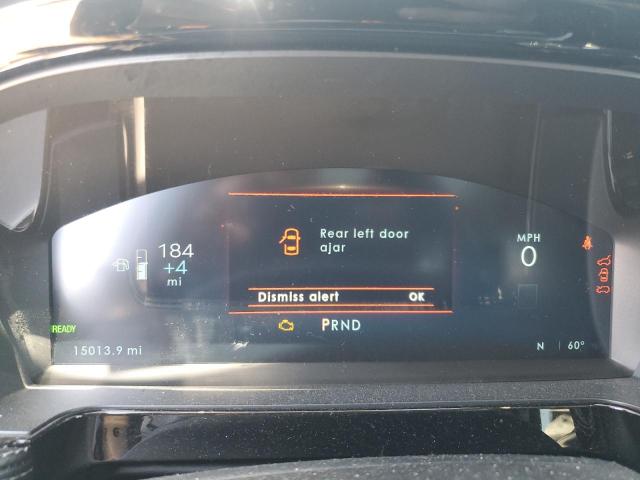 Rear left door
ajar
184
+4
mi
MPH
0
Dismiss alert OK
READY
PRND
15013.9 mi
N 60°